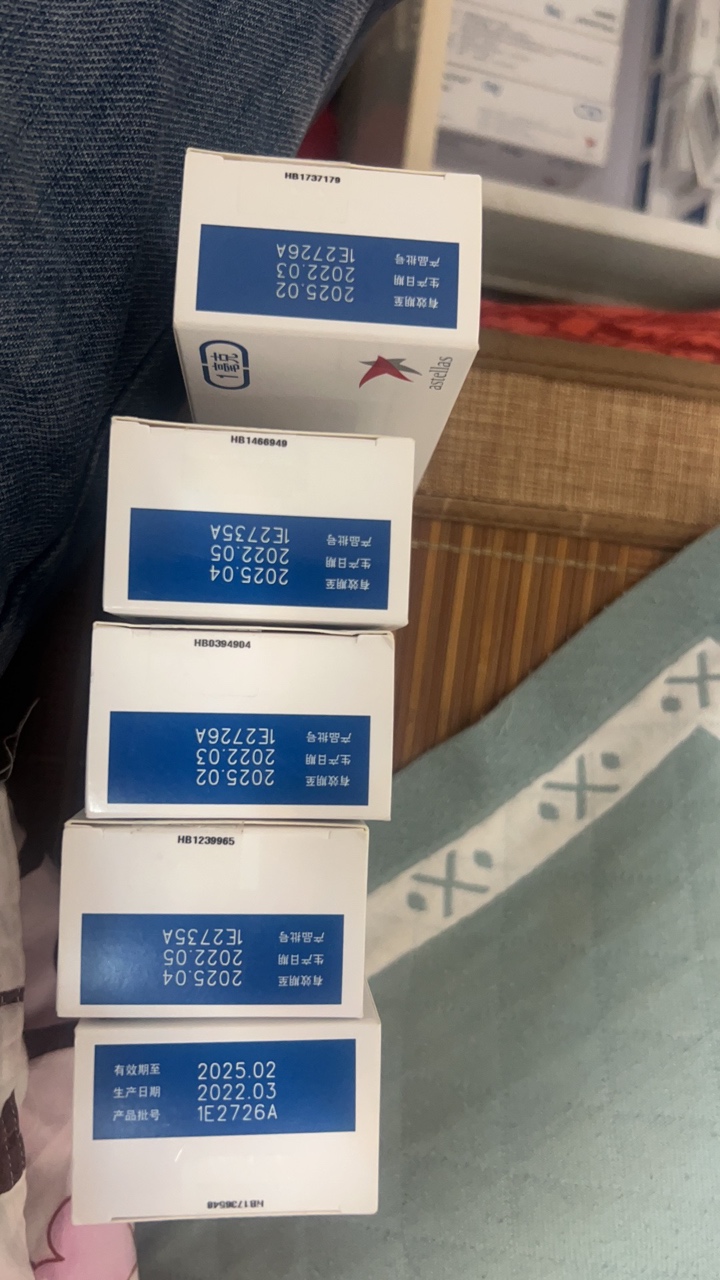 HB1737179
有效期至 2025.02
生产日期 2022.03
产品批号 1E2726A
1毫克
astellas
HB1466949
有效期至 2025.04
生产日期 2022.05
产品批号 1E2735A
HB0394904
有效期至 2025.02
生产日期 2022.03
产品批号 1E2726A
HB1239965
有效期至 2025.04
生产日期 2022.05
产品批号 1E2735A
有效期至 2025.02
生产日期 2022.03
产品批号 1E2726A
HB1736548